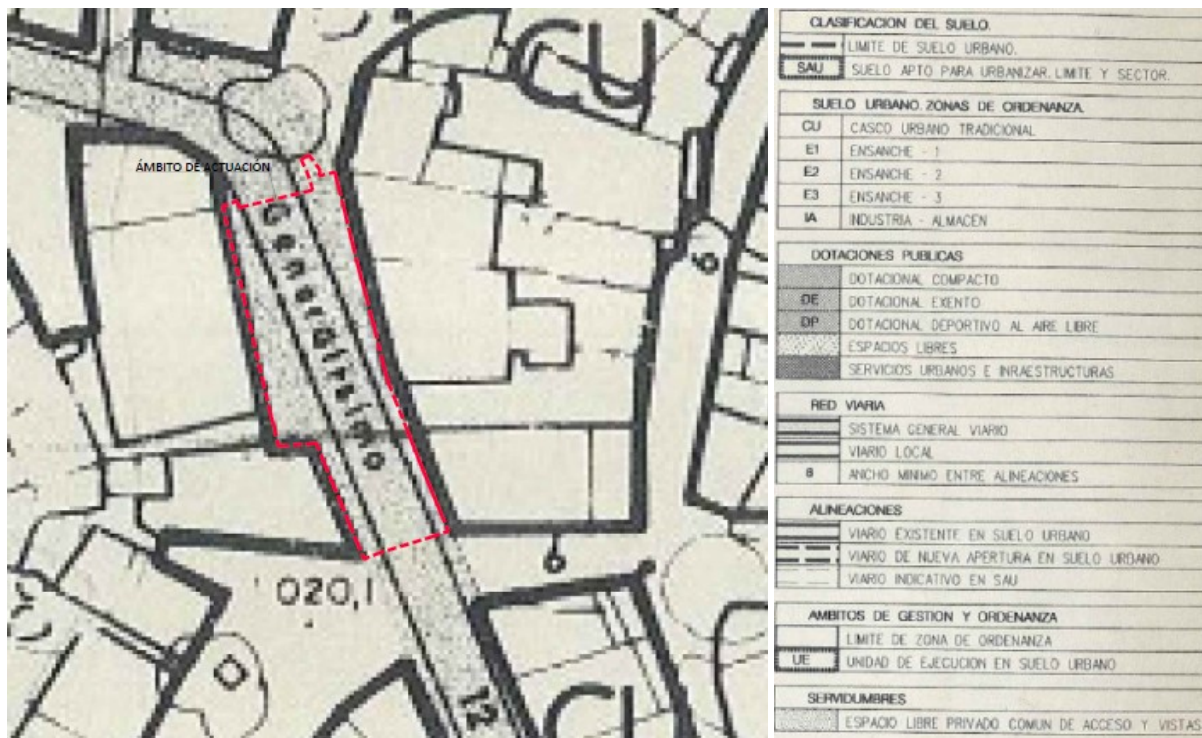 CU
ÁMBITO DE ACTUACIÓN
Generalísimo
6
6
020,1
12
CU
CLASIFICACION DEL SUELO.
LIMITE DE SUELO URBANO.
SAU SUELO APTO PARA URBANIZAR. LIMITE Y SECTOR.
SUELO URBANO. ZONAS DE ORDENANZA.
CU CASCO URBANO TRADICIONAL
E1 ENSANCHE - 1
E2 ENSANCHE - 2
E3 ENSANCHE - 3
IA INDUSTRIA - ALMACEN
DOTACIONES PUBLICAS
DOTACIONAL COMPACTO
DE DOTACIONAL EXENTO
DP DOTACIONAL DEPORTIVO AL AIRE LIBRE
ESPACIOS LIBRES
SERVICIOS URBANOS E INRAESTRUCTURAS
RED VIARIA
SISTEMA GENERAL VIARIO
VIARIO LOCAL
8 ANCHO MINIMO ENTRE ALINEACIONES
ALINEACIONES
VIARIO EXISTENTE EN SUELO URBANO
VIARIO DE NUEVA APERTURA EN SUELO URBANO
VIARIO INDICATIVO EN SAU
AMBITOS DE GESTION Y ORDENANZA
LIMITE DE ZONA DE ORDENANZA
UE UNIDAD DE EJECUCION EN SUELO URBANO
SERVIDUMBRES
ESPACIO LIBRE PRIVADO COMUN DE ACCESO Y VISTAS